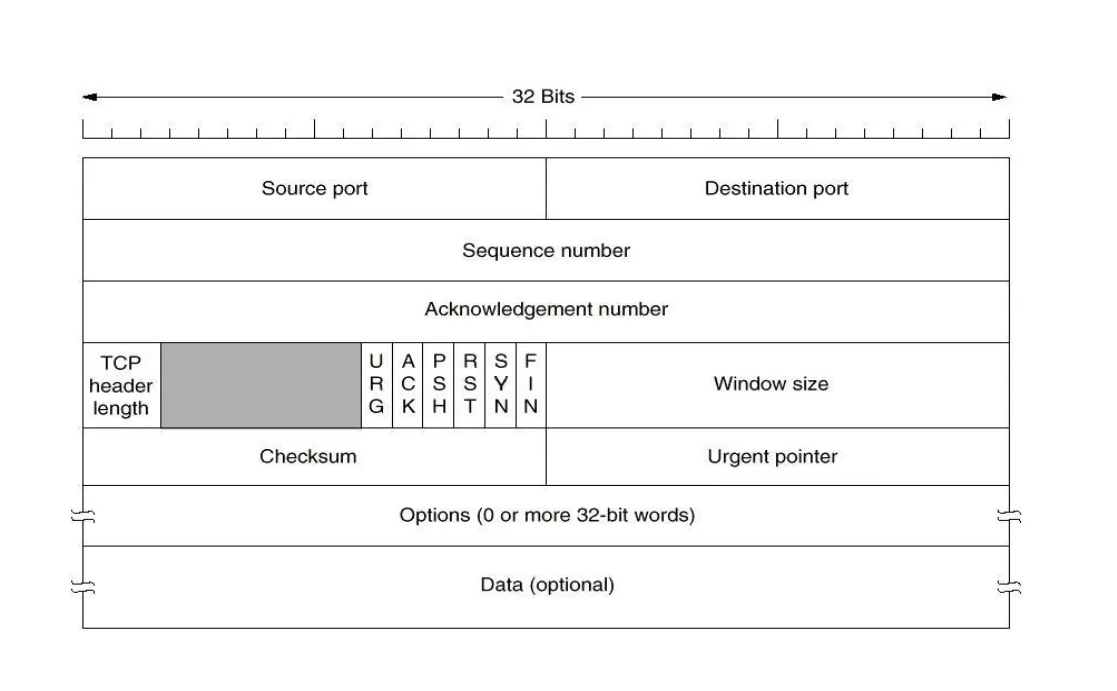 32 Bits
Source port
Destination port
Sequence number
Acknowledgement number
TCP
header
length
URG
ACK
PSH
RST
SYN
FIN
Window size
Checksum
Urgent pointer
Options (0 or more 32-bit words)
Data (optional)